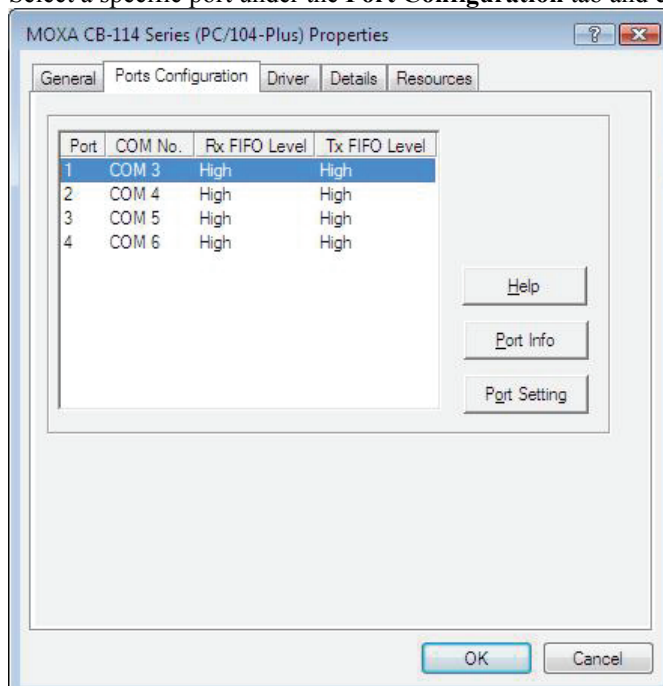 Select a specific port under the Port Configuration tab and c
MOXA CB-114 Series (PC/104-Plus) Properties
General Ports Configuration Driver Details Resources
Port COM No. Rx FIFO Level Tx FIFO Level
1 COM 3 High High
2 COM 4 High High
3 COM 5 High High
4 COM 6 High High
Help
Port Info
Port Setting
OK Cancel